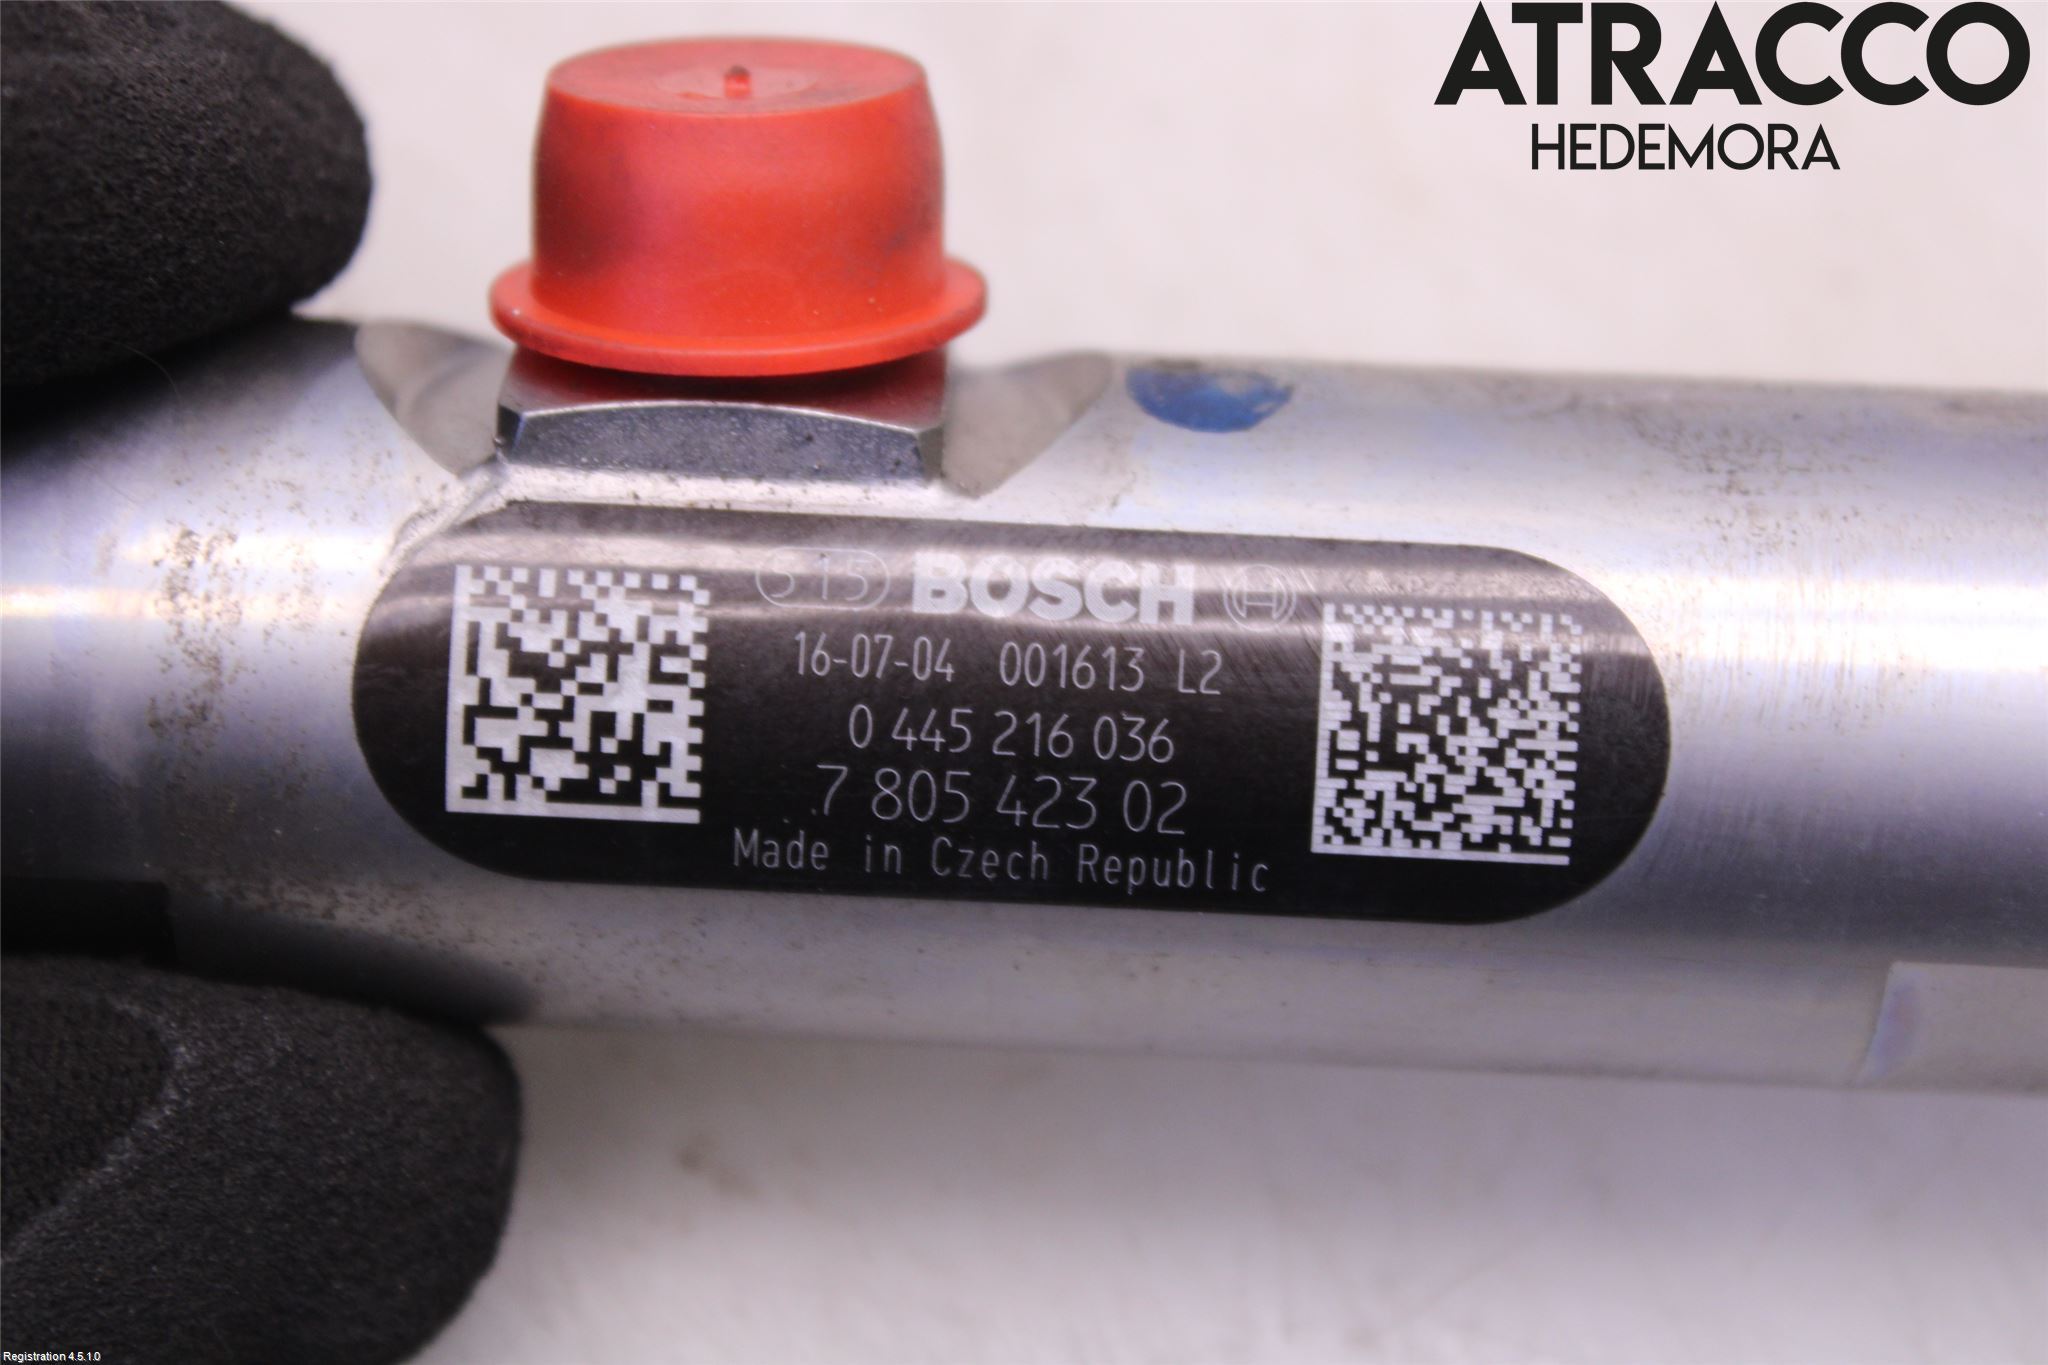 ATRACCO
HEDEMORA
515 BOSCH
16-07-04 001613 L2
0 445 216 036
7 805 423 02
Made in Czech Republic
Registration 4.5.1.0